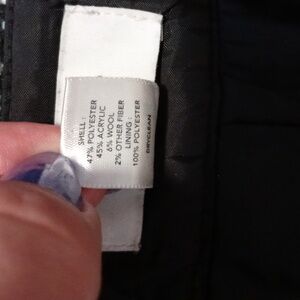 SHELL :
47% POLYESTER
45% ACRYLIC
6% WOOL
2% OTHER FIBER
LINING :
100% POLYESTER
DRYCLEAN